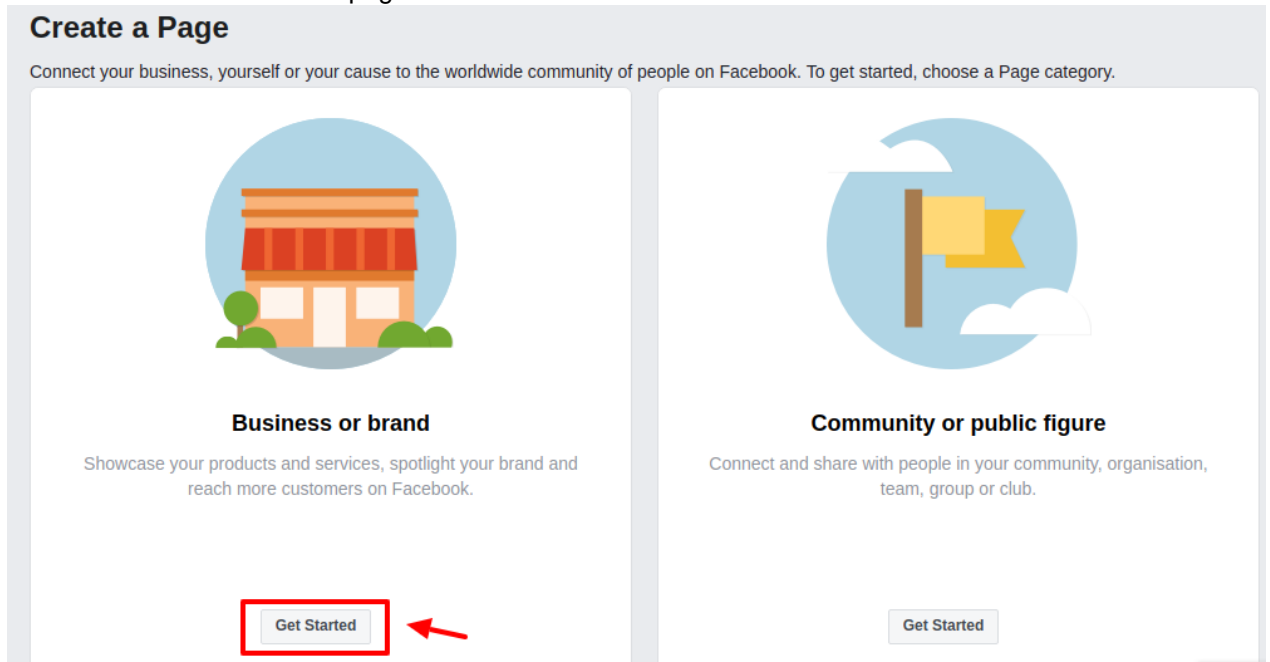 Create a Page
Connect your business, yourself or your cause to the worldwide community of people on Facebook. To get started, choose a Page category.
Business or brand
Showcase your products and services, spotlight your brand and
reach more customers on Facebook.
Get Started
Community or public figure
Connect and share with people in your community, organisation,
team, group or club.
Get Started